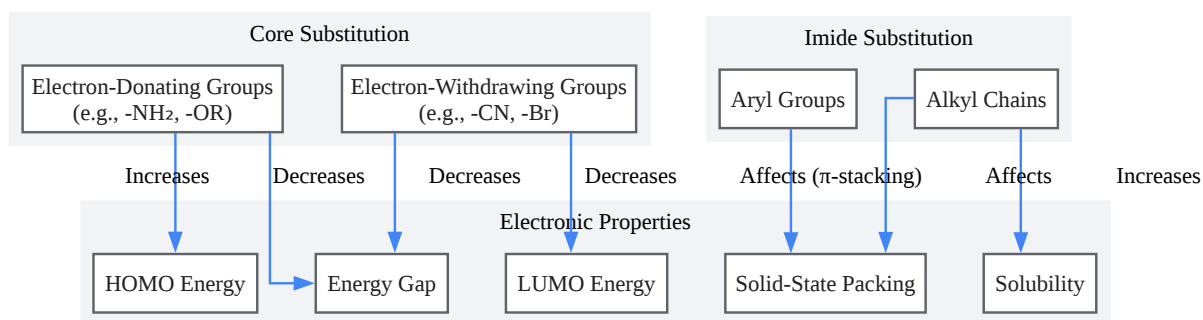 Core Substitution
Imide Substitution
Electron-Donating Groups
(e.g., -NH₂, -OR)
Electron-Withdrawing Groups
(e.g., -CN, -Br)
Aryl Groups
Alkyl Chains
Increases
Decreases
Decreases
Decreases
Affects (π-stacking)
Affects
Increases
Electronic Properties
HOMO Energy
Energy Gap
LUMO Energy
Solid-State Packing
Solubility